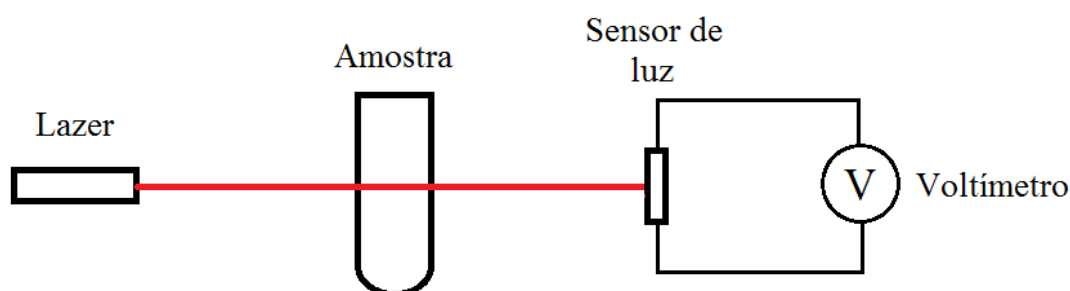 Sensor de
luz
Amostra
Lazer
V
Voltímetro